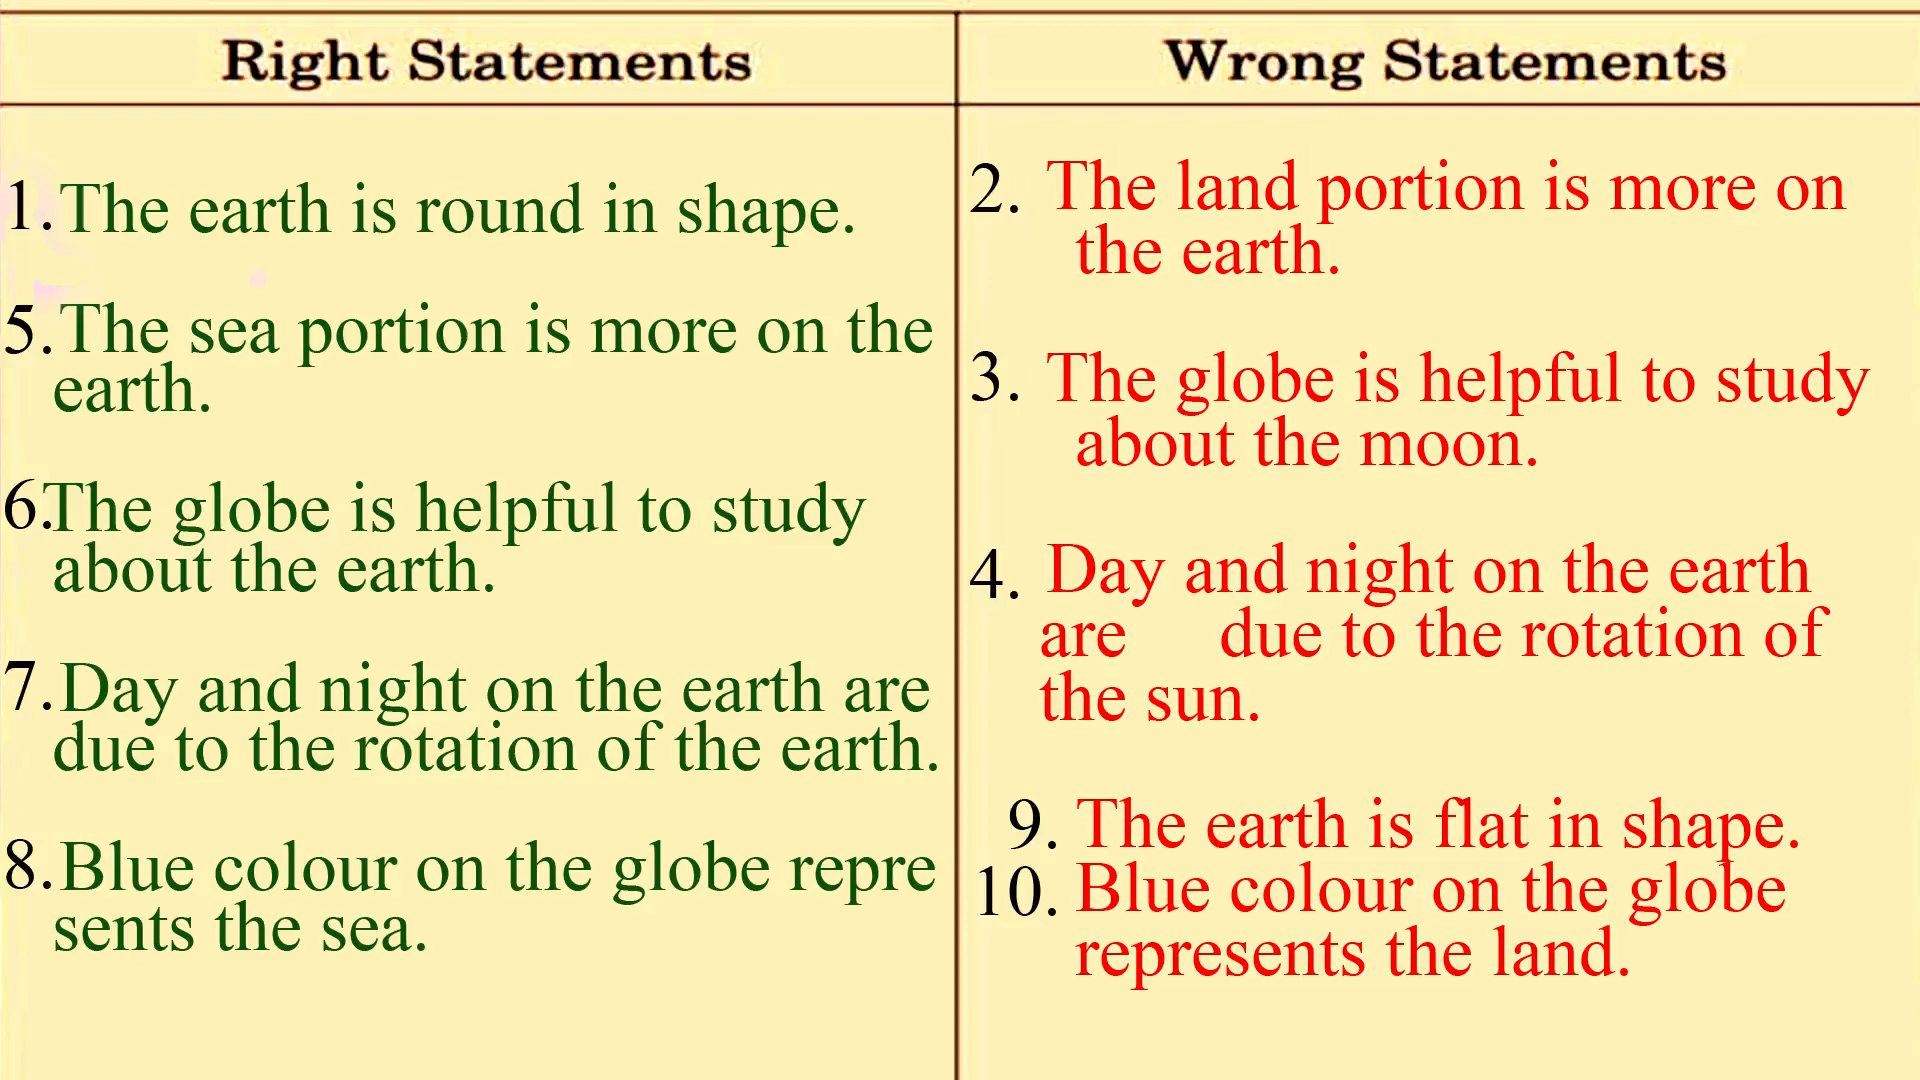 Right Statements
Wrong Statements
1. The earth is round in shape.
5. The sea portion is more on the
earth.
6. The globe is helpful to study
about the earth.
7. Day and night on the earth are
due to the rotation of the earth.
8. Blue colour on the globe repre
sents the sea.
2. The land portion is more on
the earth.
3. The globe is helpful to study
about the moon.
4. Day and night on the earth
are due to the rotation of
the sun.
9. The earth is flat in shape.
10. Blue colour on the globe
represents the land.